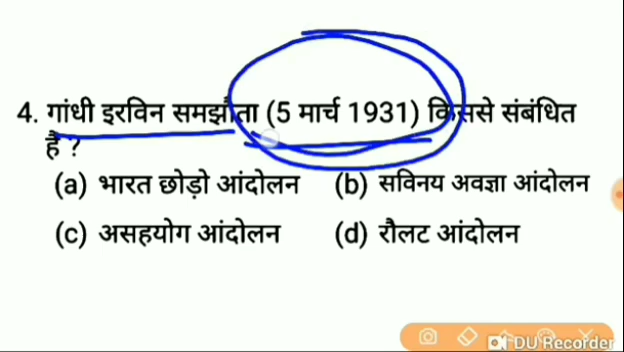 4. गांधी इरविन समझौता (5 मार्च 1931) किससे संबंधित
है ?
(a) भारत छोड़ो आंदोलन (b) सविनय अवज्ञा आंदोलन
(c) असहयोग आंदोलन (d) रौलट आंदोलन
DU Recorder